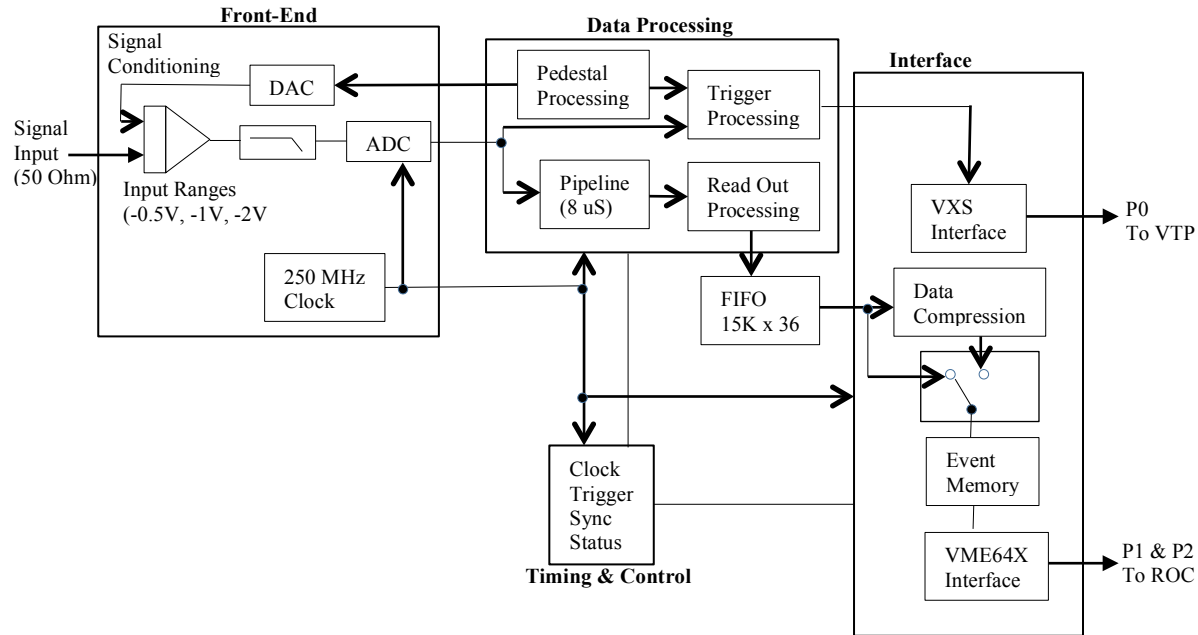 Front-End
Signal
Conditioning
DAC
Signal
Input
(50 Ohm)
ADC
Input Ranges
(-0.5V, -1V, -2V
250 MHz
Clock
Data Processing
Pedestal
Processing
Trigger
Processing
Pipeline
(8 uS)
Read Out
Processing
FIFO
15K x 36
Clock
Trigger
Sync
Status
Timing & Control
Interface
VXS
Interface
P0
To VTP
Data
Compression
Event
Memory
VME64X
Interface
P1 & P2
To ROC